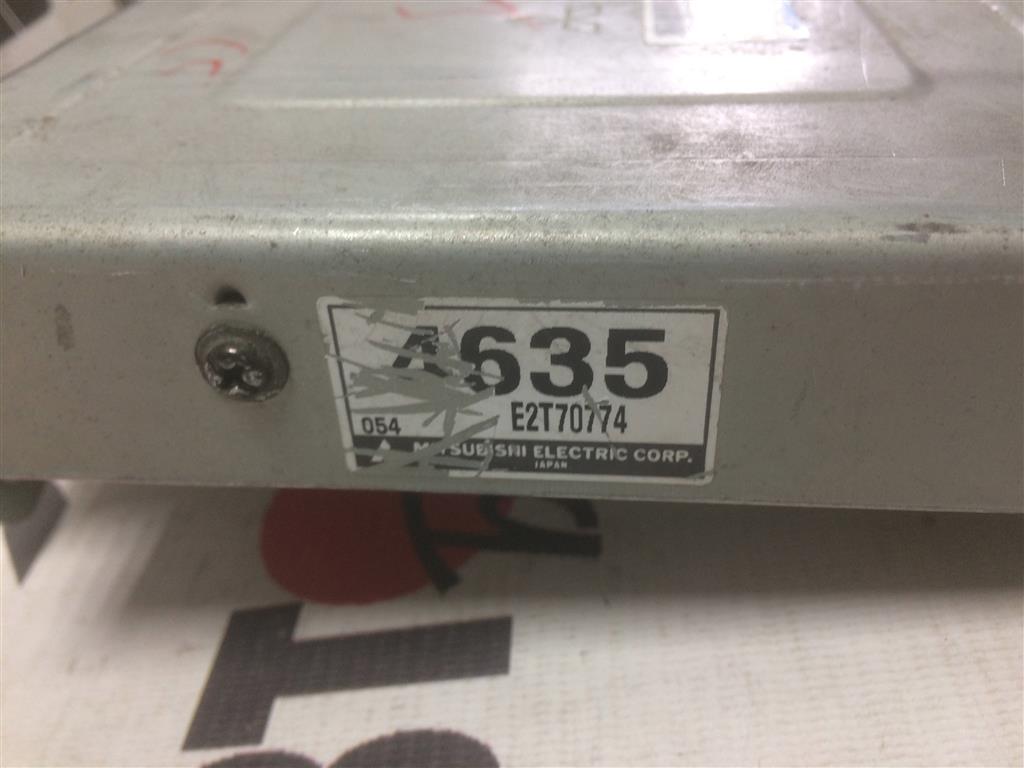 A635
E2T70774
054
MITSUBISHI ELECTRIC CORP.
JAPAN